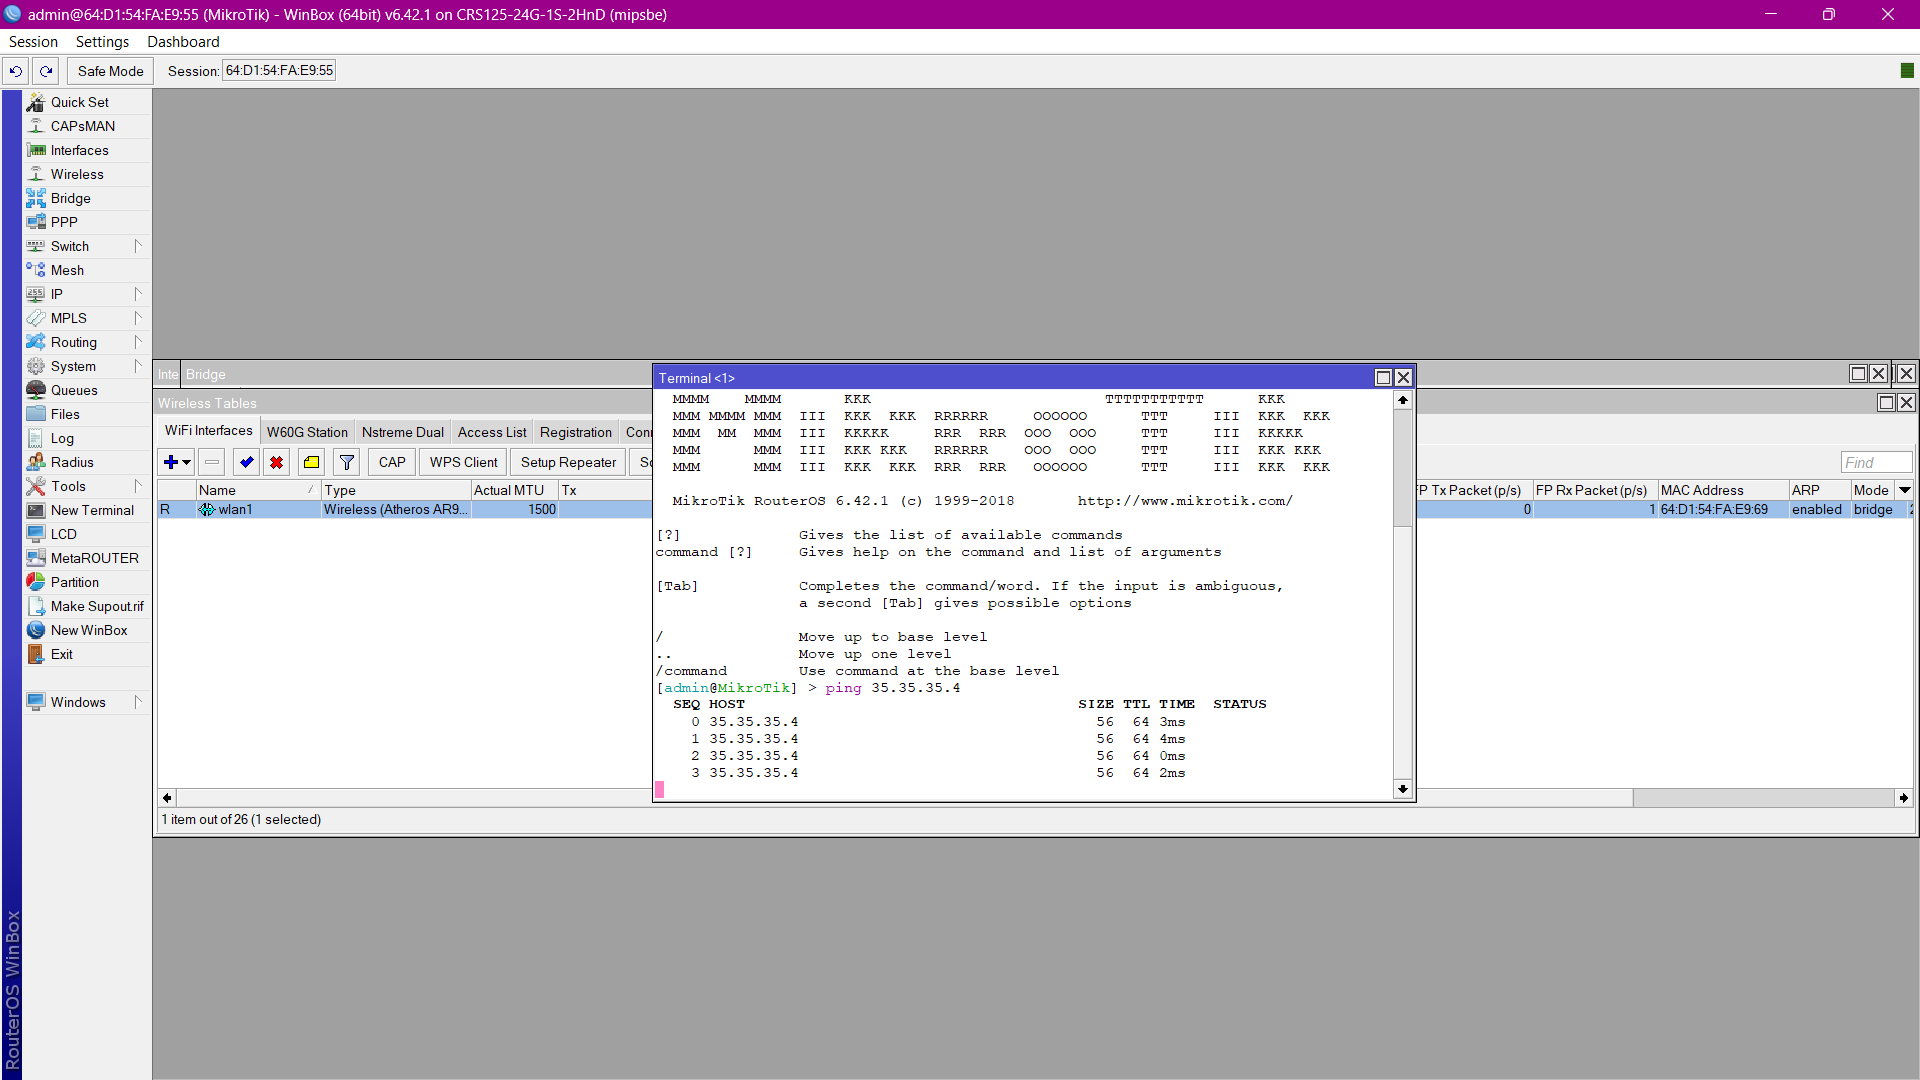 admin@64:D1:54:FA:E9:55 (MikroTik) - WinBox (64bit) v6.42.1 on CRS125-24G-1S-2HnD (mipsbe)
Session Settings Dashboard
Safe Mode Session: 64:D1:54:FA:E9:55
Quick Set
CAPsMAN
Interfaces
Wireless
Bridge
PPP
Switch
Mesh
IP
MPLS
Routing
System
Queues
Files
Log
Radius
Tools
New Terminal
LCD
MetaROUTER
Partition
Make Supout.rif
New WinBox
Exit
Windows
RouterOS WinBox
Inte Bridge
Wireless Tables
WiFi Interfaces W60G Station Nstreme Dual Access List Registration Conn
CAP WPS Client Setup Repeater Sc Find
Name Type Actual MTU Tx FP Tx Packet (p/s) FP Rx Packet (p/s) MAC Address ARP Mode
R wlan1 Wireless (Atheros AR9... 1500 0 1 64:D1:54:FA:E9:69 enabled bridge
1 item out of 26 (1 selected)
Terminal <1>
MMMM MMMM KKK TTTTTTTTTTT KKK
MMM MMMM MMM III KKK KKK RRRRRR OOOOOO TTT III KKK KKK
MMM MM MMM III KKKKK RRR RRR OOO OOO TTT III KKKKK
MMM MMM III KKK KKK RRRRRR OOO OOO TTT III KKK KKK
MMM MMM III KKK KKK RRR RRR OOOOOO TTT III KKK KKK
MikroTik RouterOS 6.42.1 (c) 1999-2018 http://www.mikrotik.com/
[?] Gives the list of available commands
command [?] Gives help on the command and list of arguments
[Tab] Completes the command/word. If the input is ambiguous,
a second [Tab] gives possible options
/ Move up to base level
.. Move up one level
/command Use command at the base level
[admin@MikroTik] > ping 35.35.35.4
SEQ HOST SIZE TTL TIME STATUS
0 35.35.35.4 56 64 3ms
1 35.35.35.4 56 64 4ms
2 35.35.35.4 56 64 0ms
3 35.35.35.4 56 64 2ms